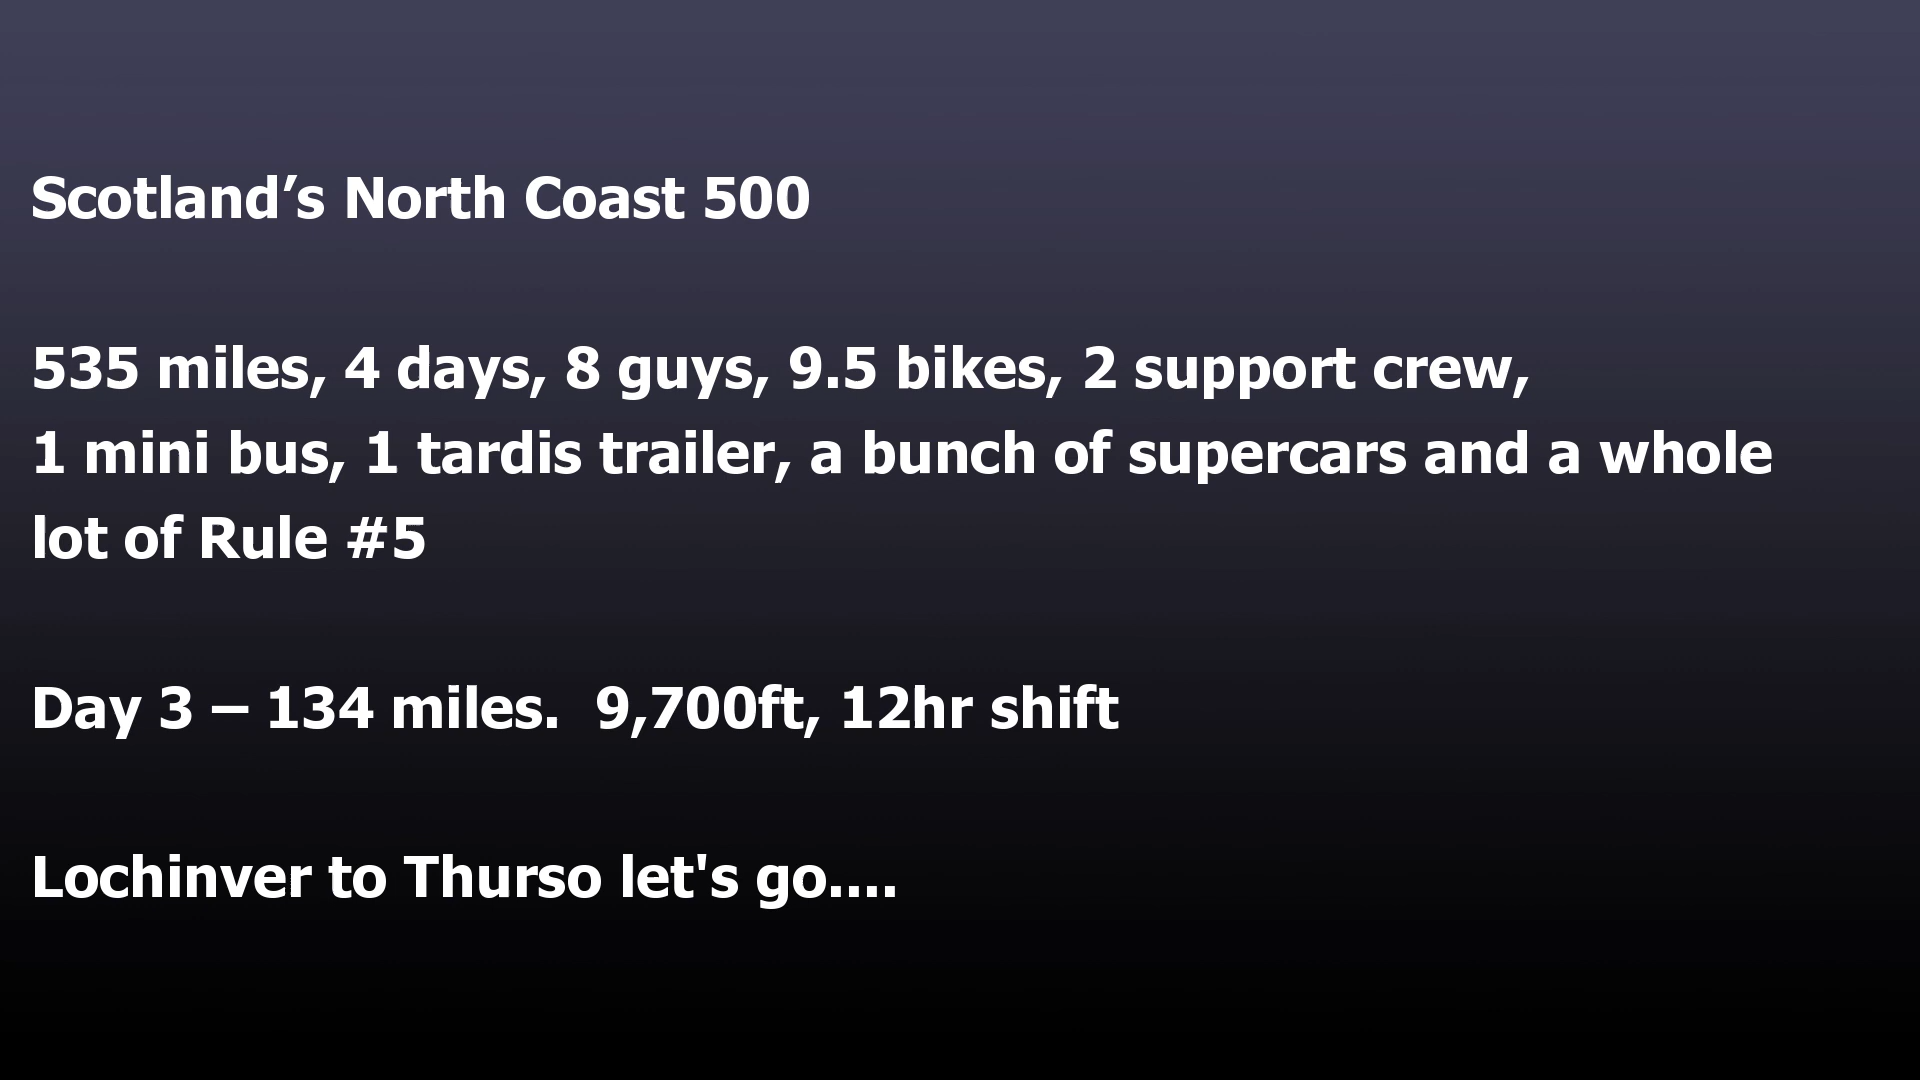 Scotland’s North Coast 500
535 miles, 4 days, 8 guys, 9.5 bikes, 2 support crew,
1 mini bus, 1 tardis trailer, a bunch of supercars and a whole
lot of Rule #5
Day 3 – 134 miles.  9,700ft, 12hr shift
Lochinver to Thurso let's go....